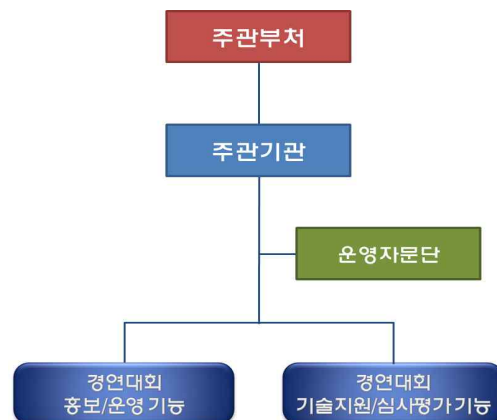 주관부처
주관기관
운영자문단
경연대회
홍보/운영 기능
경연대회
기술지원/심사평가 기능